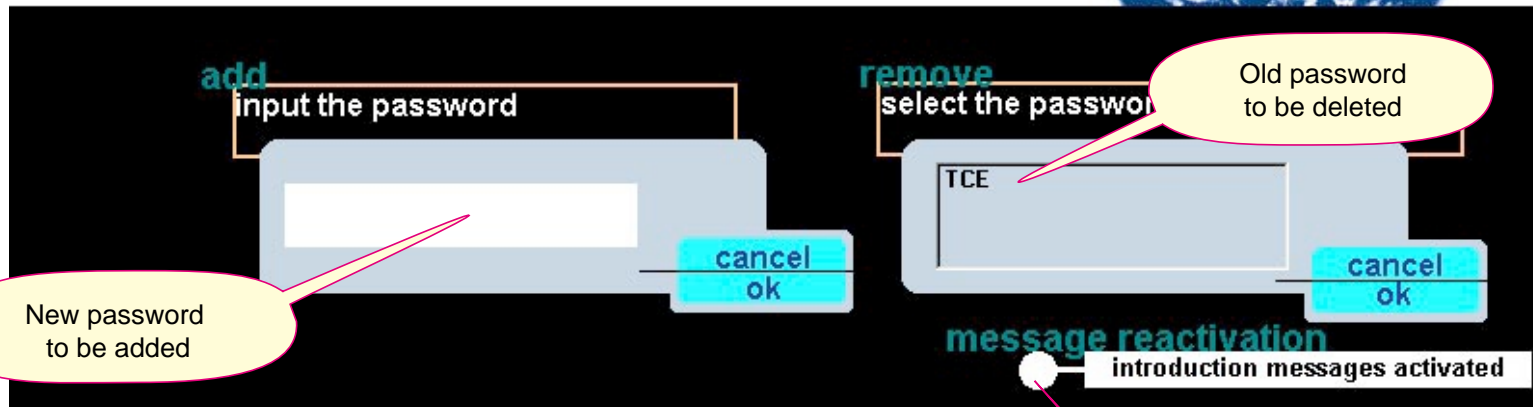 add
input the password
cancel
ok
New password
to be added
remove
select the
Old password
to be deleted
TCE
cancel
ok
message reactivation
introduction messages activated